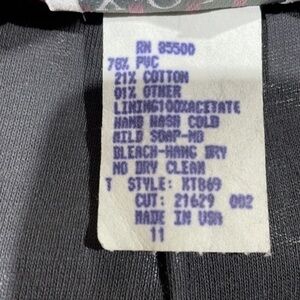 RN 85500
78% PVC
21% COTTON
01% OTHER
LINING100%ACETATE
HAND WASH COLD
MILD SOAP-NO
BLEACH-HANG DRY
NO DRY CLEAN
T STYLE: KT869
CUT: 21629 002
MADE IN USA
11